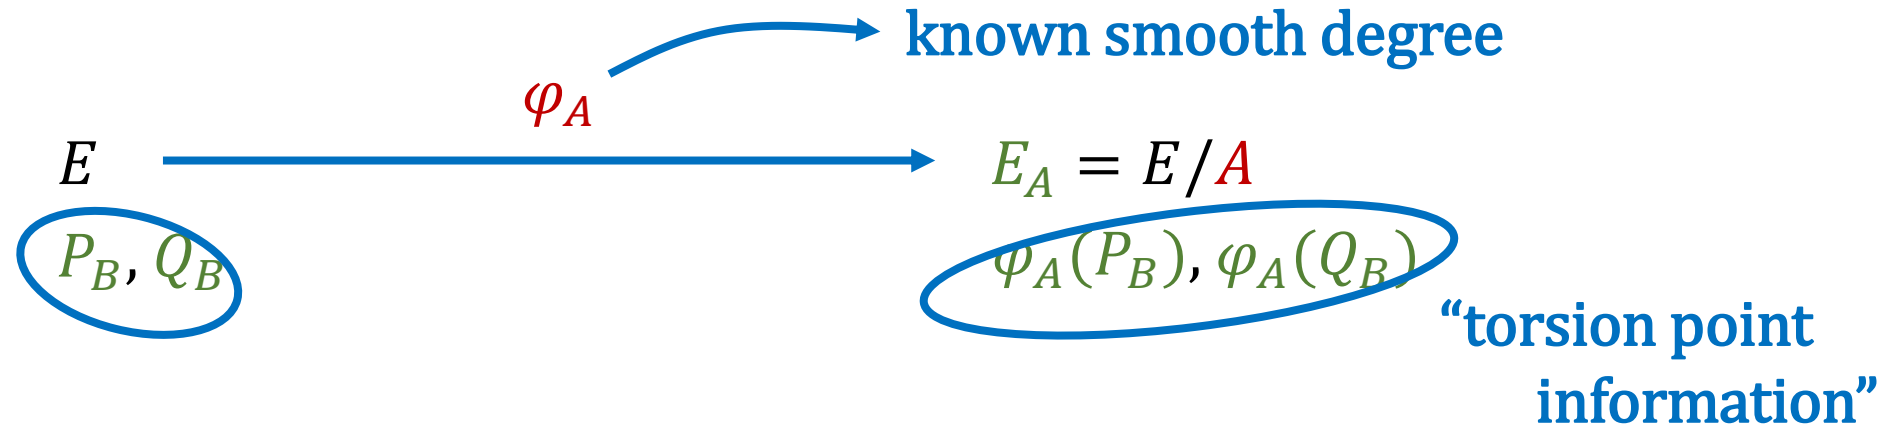 known smooth degree
φ_A
E
E_A = E/A
P_B, Q_B
φ_A(P_B), φ_A(Q_B)
“torsion point
information”